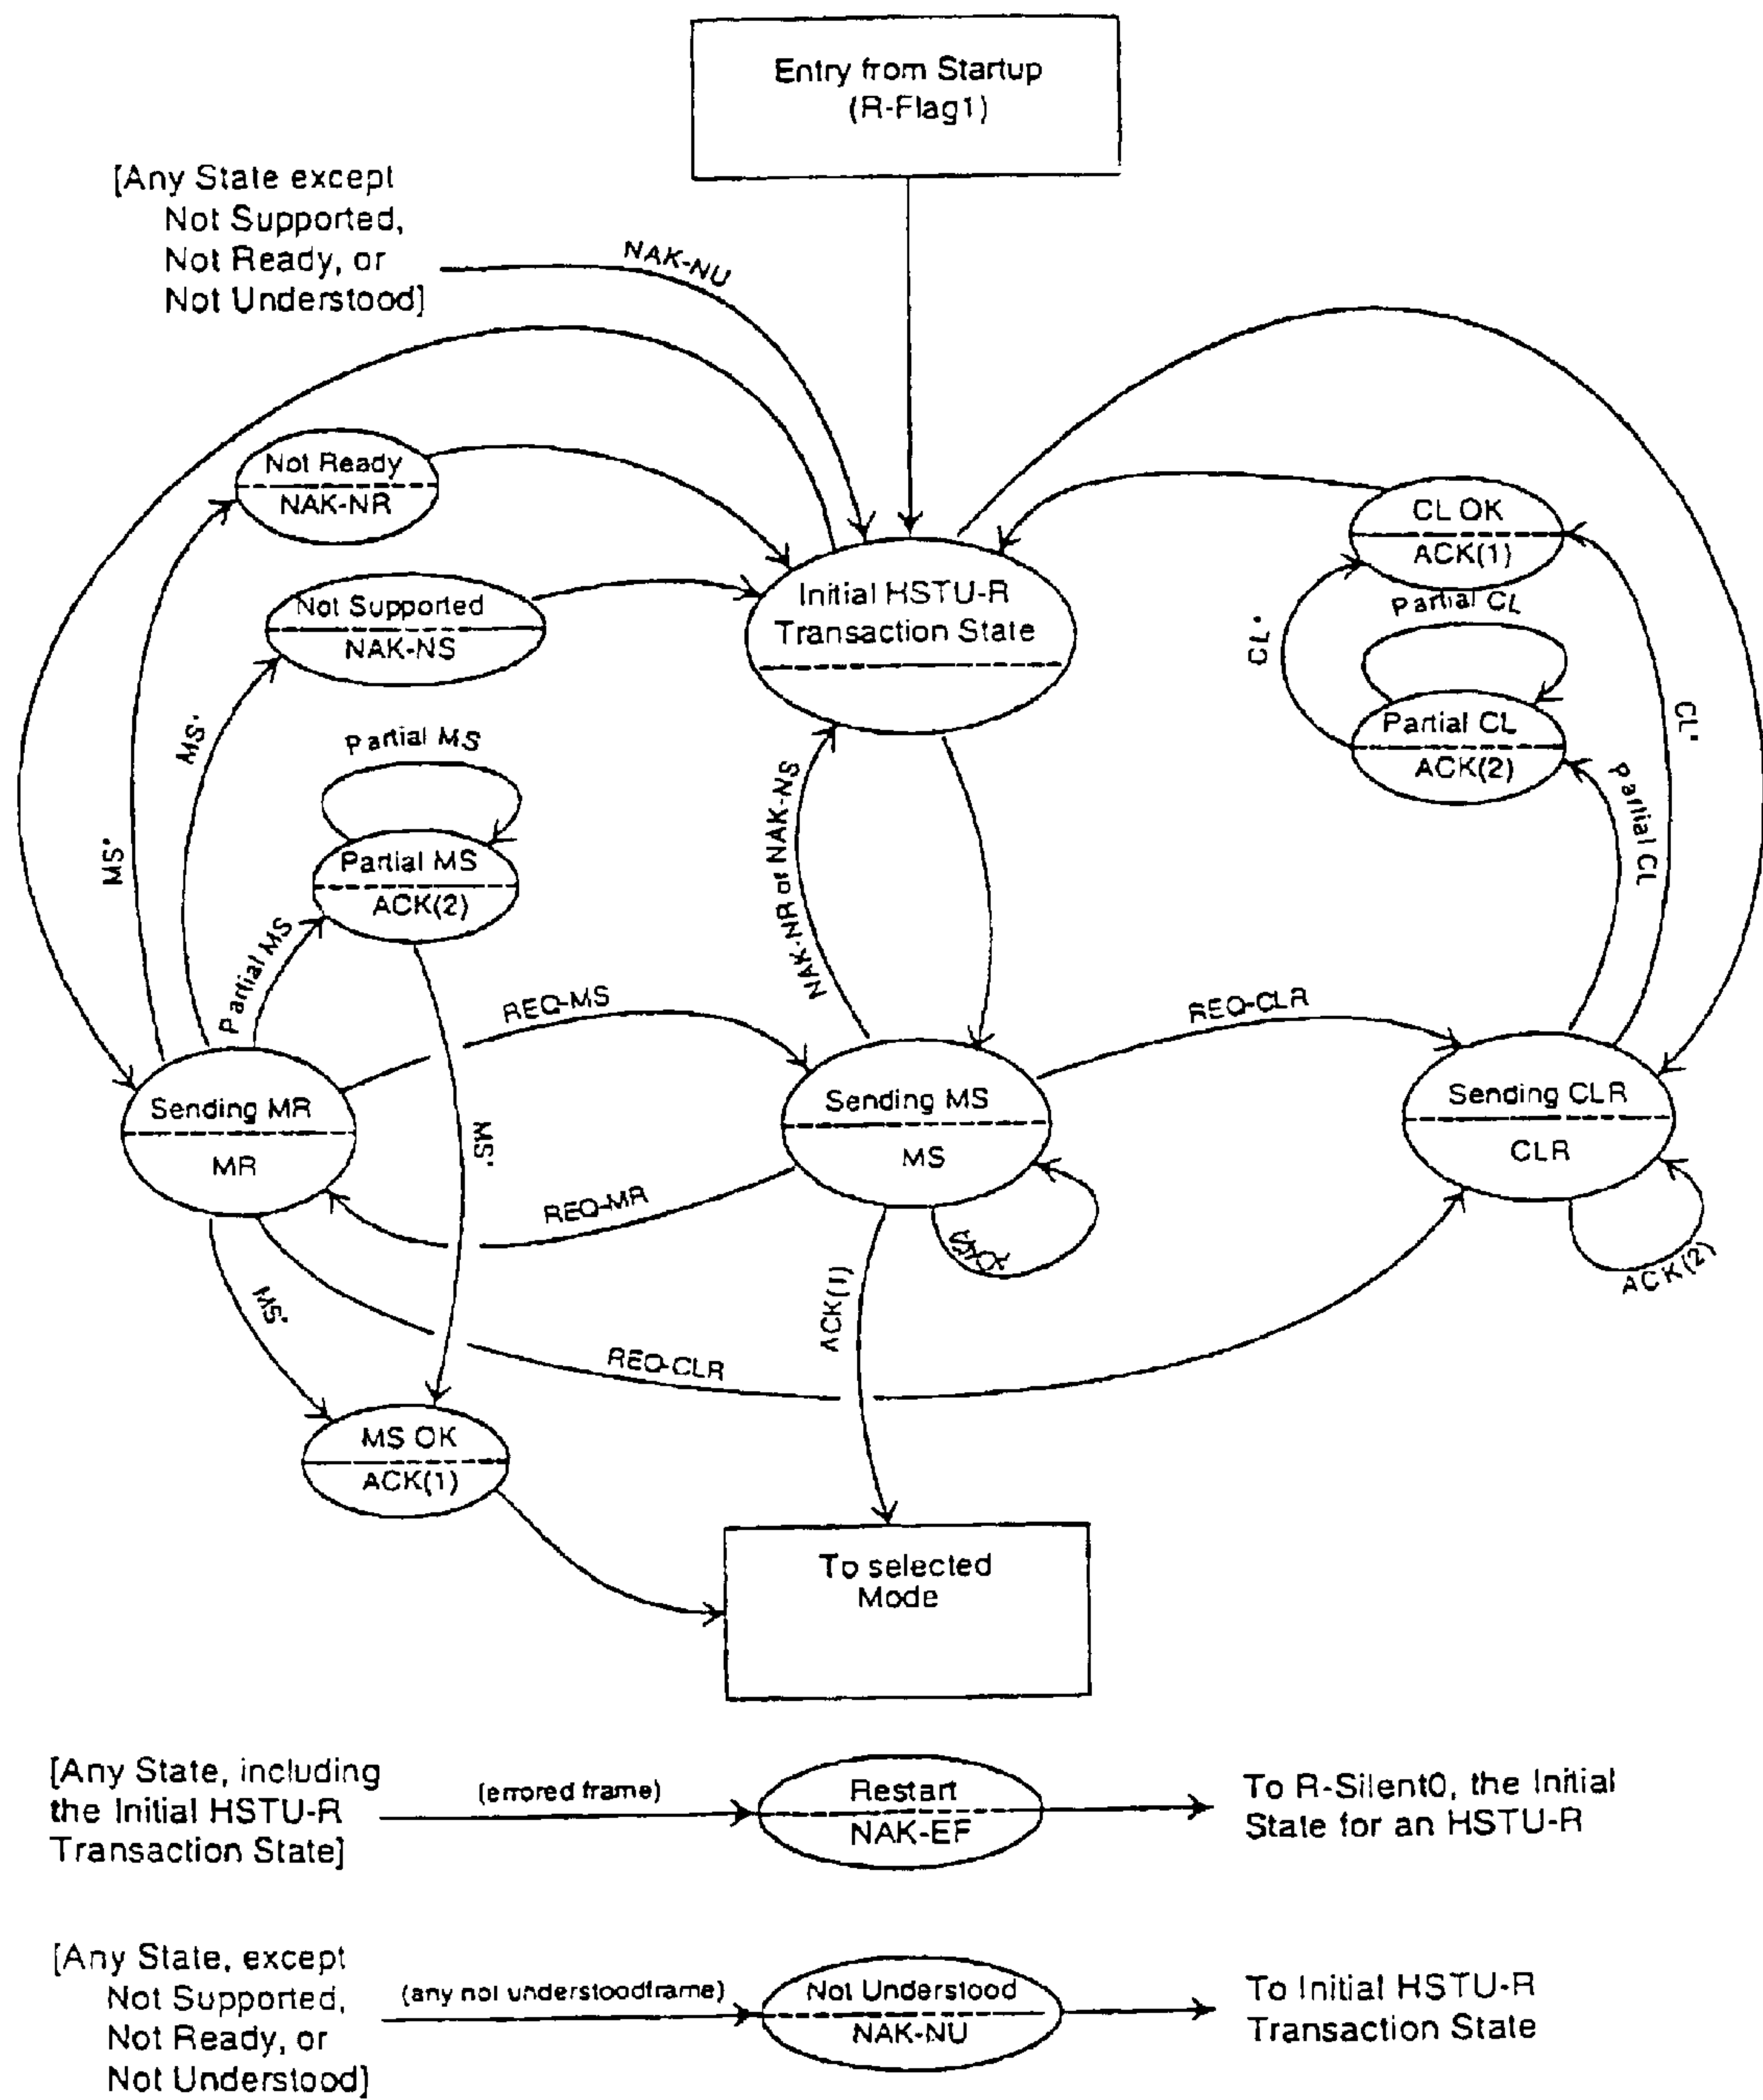 Entry from Startup
(R-Flag1)
[Any State except
Not Supported,
Not Ready, or
Not Understood]
NAK-NU
Not Ready
NAK-NR
CL OK
ACK(1)
Initial HSTU-R
Transaction State
Not Supported
NAK-NS
Partial CL
CL*
Partial CL
ACK(2)
CL*
Partial CL
MS*
MS*
Partial MS
NAK-NR or NAK-NS
Partial MS
ACK(2)
Partial MS
REQ-MS
REQ-CLR
Sending MR
MR
MS*
Sending MS
MS
Sending CLR
CLR
REQ-MR
ACK(2)
MS*
ACK(1)
REQ-CLR
MS OK
ACK(1)
To selected
Mode
[Any State, including
the Initial HSTU-R
Transaction State]
(errored frame)
Restart
NAK-EF
To R-Silent0, the Initial
State for an HSTU-R
[Any State, except
Not Supported,
Not Ready, or
Not Understood]
(any not understoodframe)
Not Understood
NAK-NU
To Initial HSTU-R
Transaction State